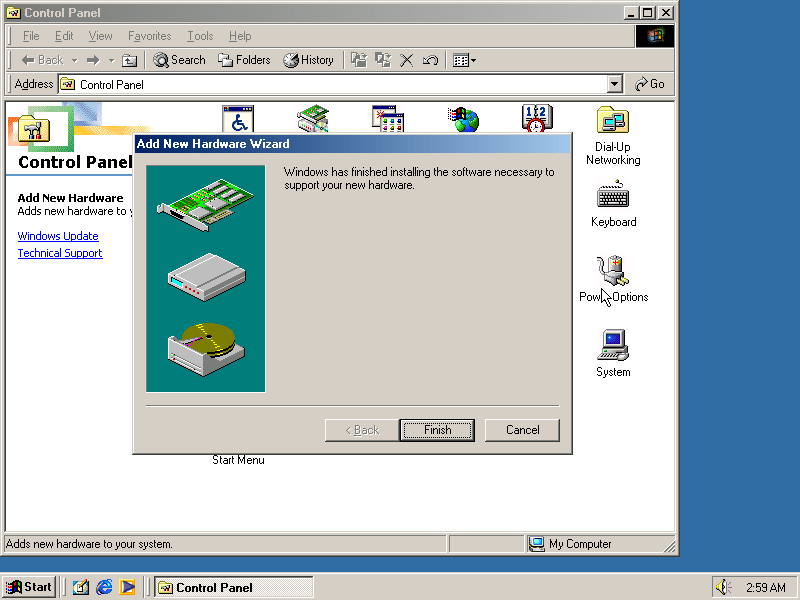 Control Panel
File Edit View Favorites Tools Help
Back Search Folders History
Address Control Panel Go
Control Panel
Add New Hardware
Adds new hardware to y
Windows Update
Technical Support
1 2
Dial-Up
Networking
Keyboard
Power Options
System
Start Menu
Add New Hardware Wizard
Windows has finished installing the software necessary to
support your new hardware.
< Back Finish Cancel
Adds new hardware to your system. My Computer
Start Control Panel 2:59 AM